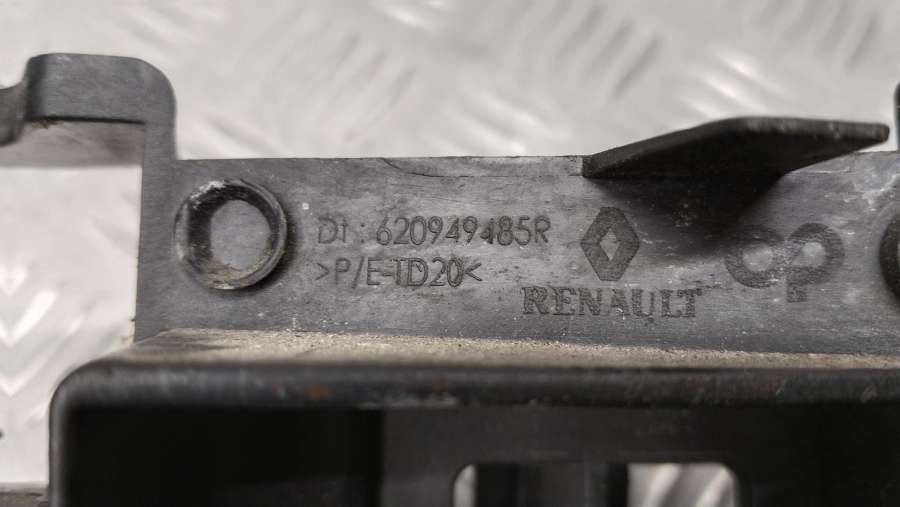 Dt : 620949485R
>P/E-TD20<
RENAULT